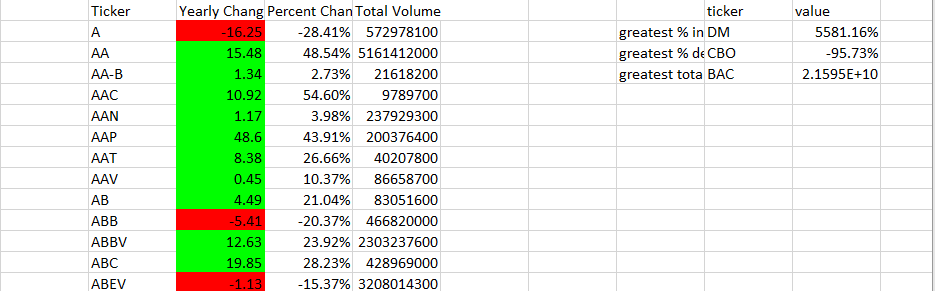 Ticker Yearly Chang Percent Chan Total Volume ticker value
A -16.25 -28.41% 572978100 greatest % in DM 5581.16%
AA 15.48 48.54% 5161412000 greatest % de CBO -95.73%
AA-B 1.34 2.73% 21618200 greatest tota BAC 2.1595E+10
AAC 10.92 54.60% 9789700
AAN 1.17 3.98% 237929300
AAP 48.6 43.91% 200376400
AAT 8.38 26.66% 40207800
AAV 0.45 10.37% 86658700
AB 4.49 21.04% 83051600
ABB -5.41 -20.37% 466820000
ABBV 12.63 23.92% 2303237600
ABC 19.85 28.23% 428969000
ABEV -1.13 -15.37% 3208014300